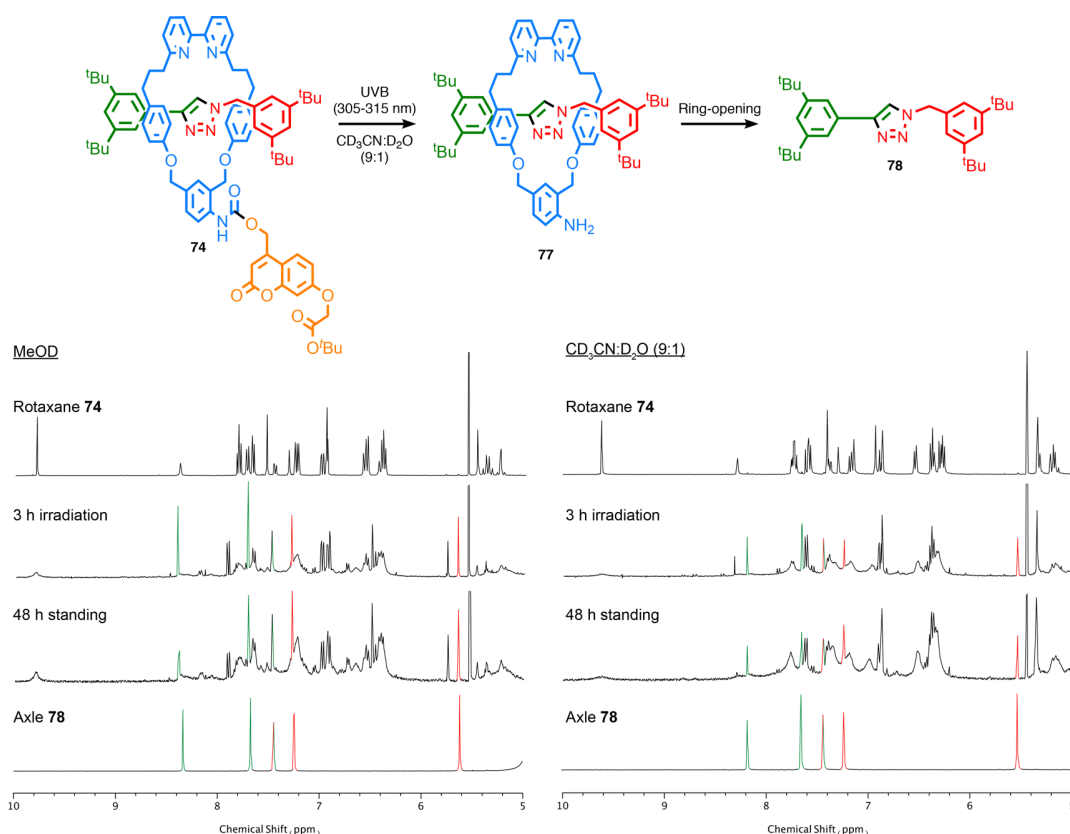 UVB
(305-315 nm)
CD₃CN:D₂O
(9:1)
Ring-opening
ᵗBu
ᵗBu
N
N
N
N
N
O
O
ᵗBu
ᵗBu
O
N
H
O
74
O
O
O
O
OᵗBu
ᵗBu
ᵗBu
N
N
N
N
N
O
O
ᵗBu
ᵗBu
NH₂
77
ᵗBu
ᵗBu
N
N
N
ᵗBu
ᵗBu
78
MeOD
Rotaxane 74
3 h irradiation
48 h standing
Axle 78
10 9 8 7 6 5
Chemical Shift (ppm)
CD₃CN:D₂O (9:1)
Rotaxane 74
3 h irradiation
48 h standing
Axle 78
10 9 8 7 6 5
Chemical Shift (ppm)